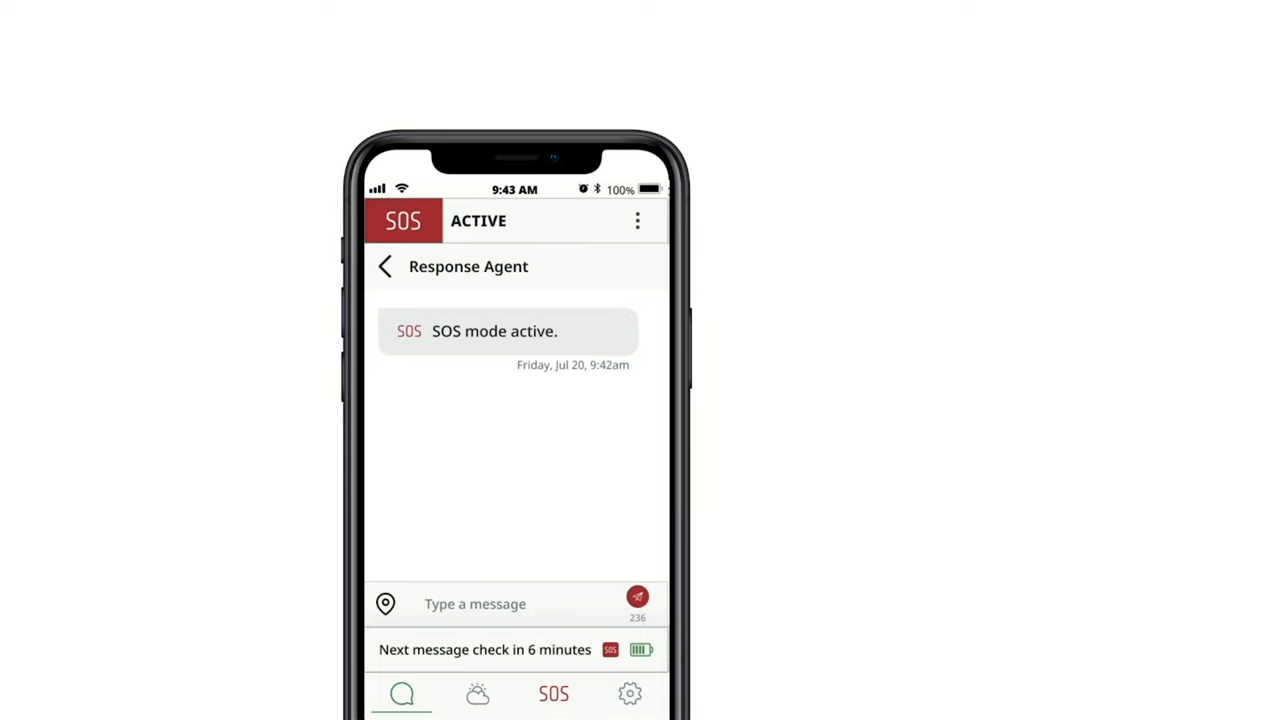 9:43 AM
100%
SOS ACTIVE
Response Agent
SOS SOS mode active.
Friday, Jul 20, 9:42am
Type a message
236
Next message check in 6 minutes SOS
SOS